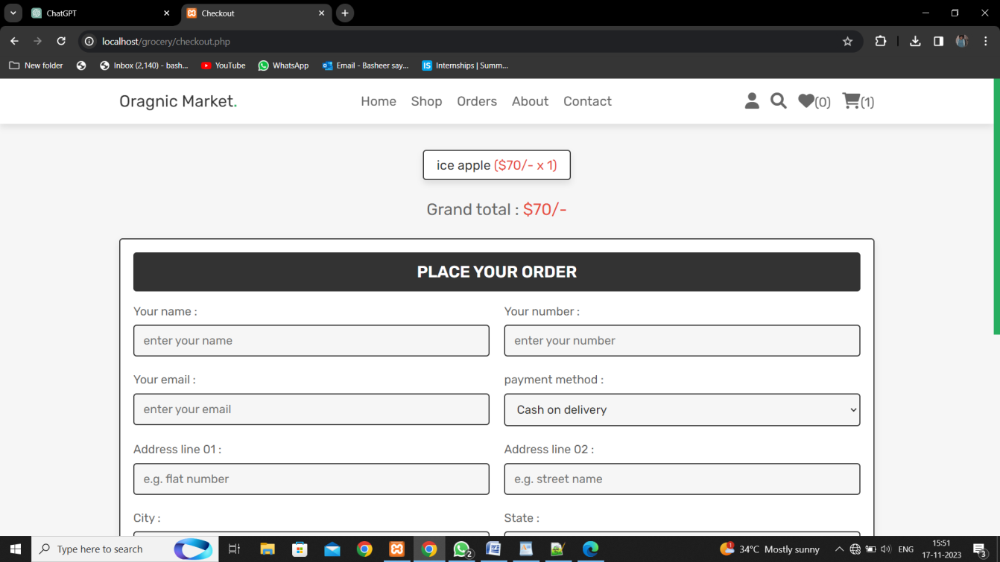 ChatGPT
Checkout
localhost/grocery/checkout.php
New folder
Inbox (2,140) - bash...
YouTube
WhatsApp
Email - Basheer say...
IS Internships | Summ...
Oragnic Market.
Home Shop Orders About Contact
(0) (1)
ice apple ($70/- x 1)
Grand total : $70/-
PLACE YOUR ORDER
Your name : Your number :
enter your name enter your number
Your email : payment method :
enter your email Cash on delivery
Address line 01 : Address line 02 :
e.g. flat number e.g. street name
City : State :
Type here to search
2
1
34°C Mostly sunny
ENG
15:51
17-11-2023
3